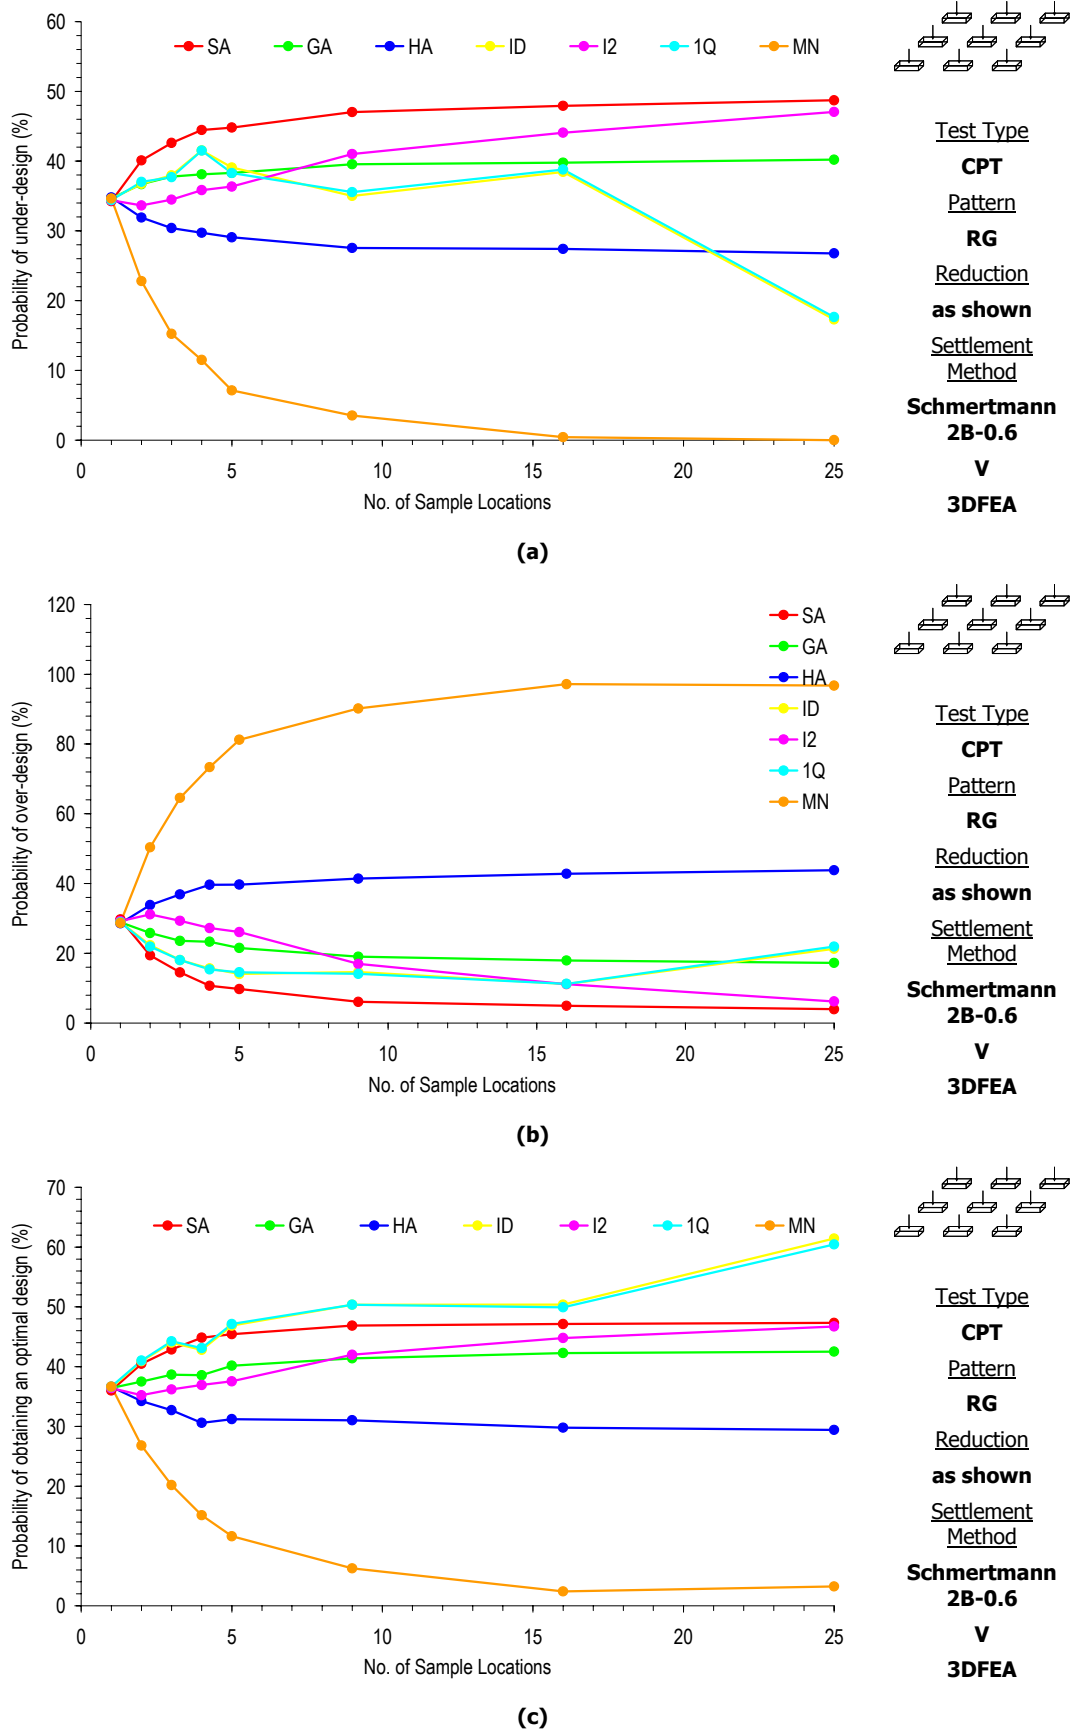 60
50
40
30
20
10
0
Probability of under-design (%)
SA GA HA ID I2 1Q MN
0 5 10 15 20 25
No. of Sample Locations
Test Type
CPT
Pattern
RG
Reduction
as shown
Settlement
Method
Schmertmann
2B-0.6
V
3DFEA
(a)
120
100
80
60
40
20
0
Probability of over-design (%)
SA
GA
HA
ID
I2
1Q
MN
0 5 10 15 20 25
No. of Sample Locations
Test Type
CPT
Pattern
RG
Reduction
as shown
Settlement
Method
Schmertmann
2B-0.6
V
3DFEA
(b)
70
60
50
40
30
20
10
0
Probability of obtaining an optimal design (%)
SA GA HA ID I2 1Q MN
0 5 10 15 20 25
No. of Sample Locations
Test Type
CPT
Pattern
RG
Reduction
as shown
Settlement
Method
Schmertmann
2B-0.6
V
3DFEA
(c)